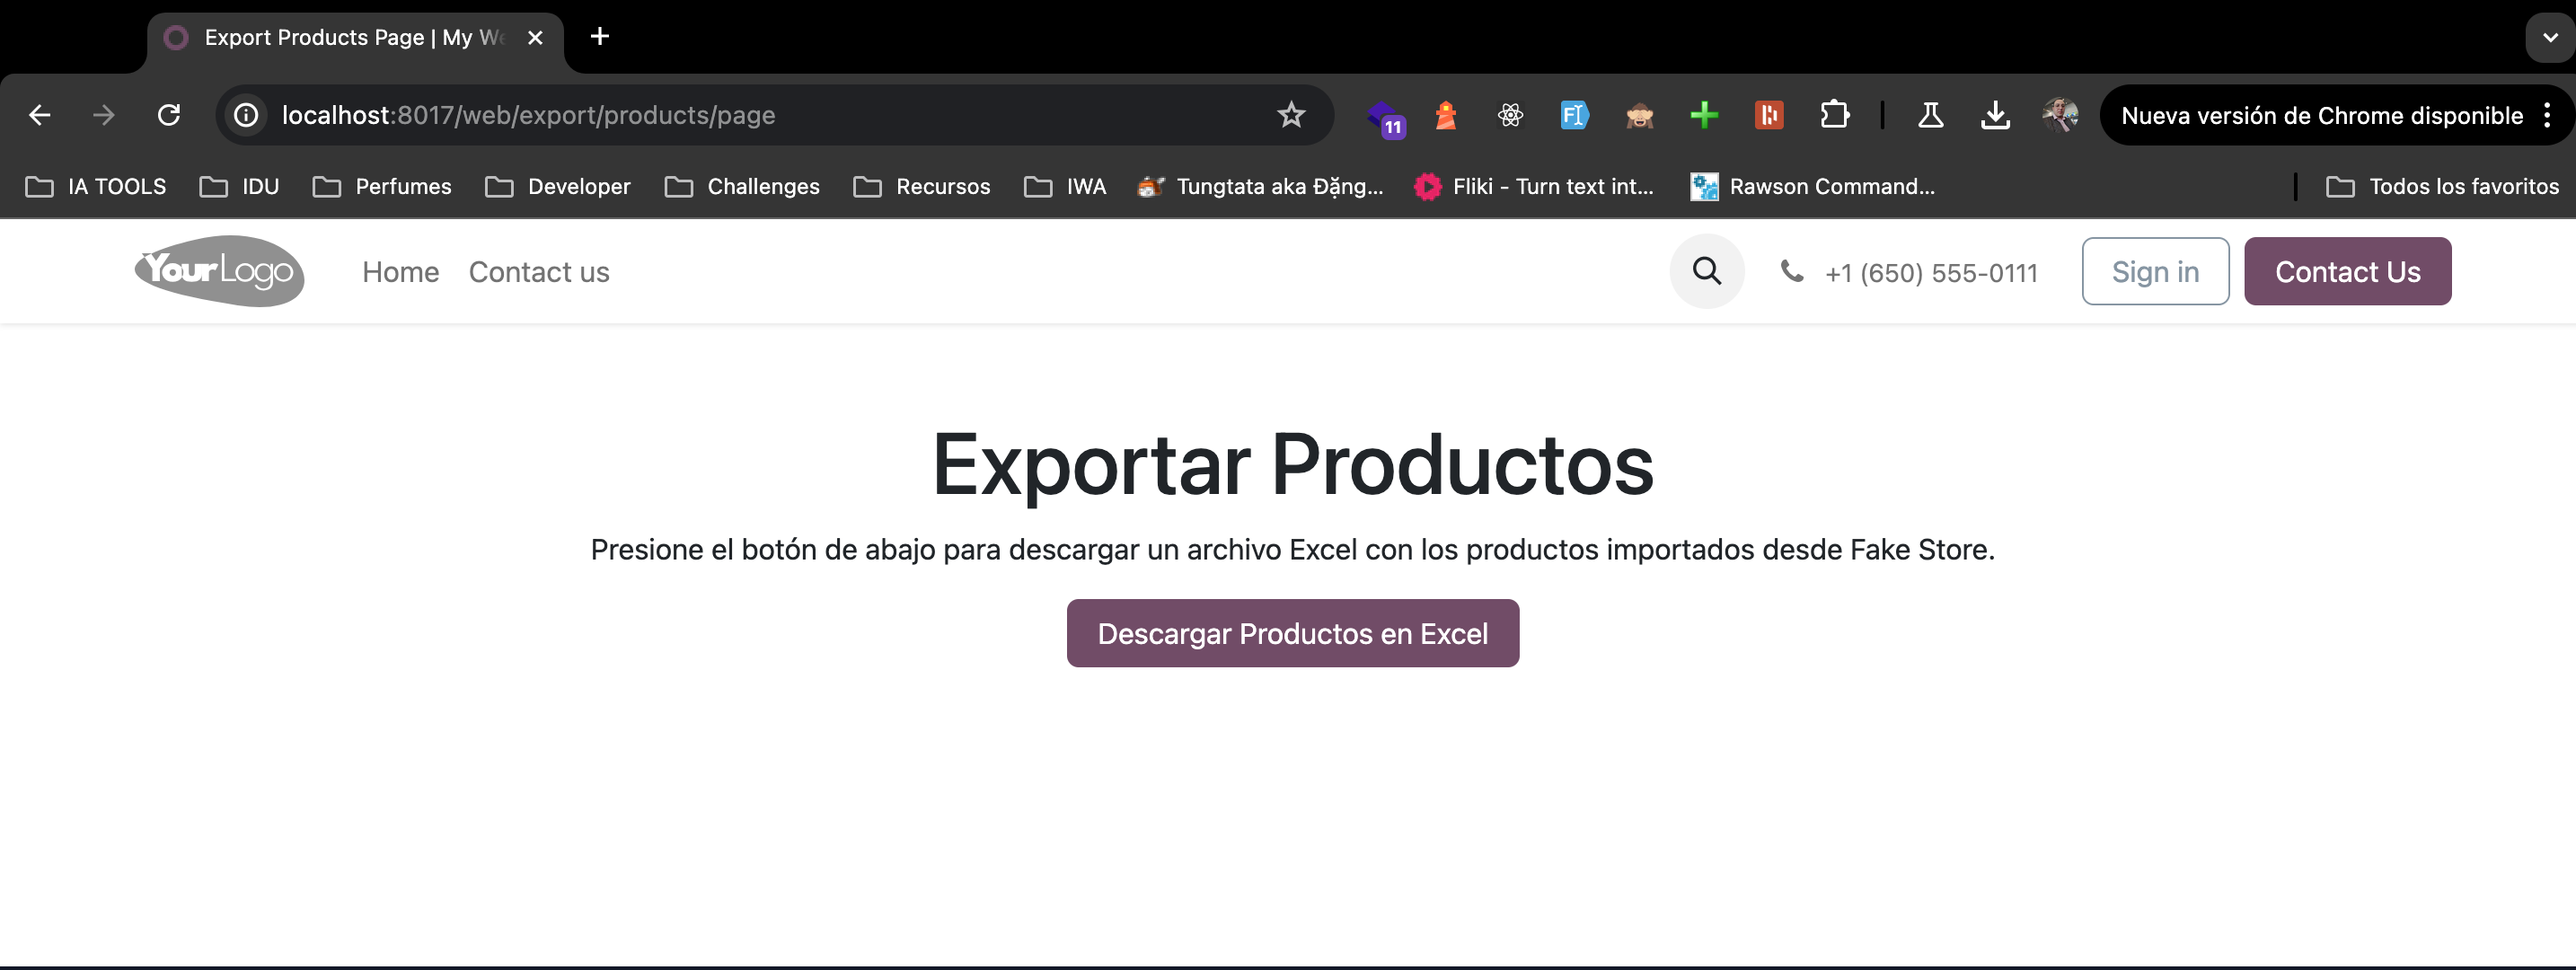 Export Products Page | My We
localhost:8017/web/export/products/page
11
Nueva versión de Chrome disponible
IA TOOLS
IDU
Perfumes
Developer
Challenges
Recursos
IWA
Tungtata aka Đặng...
Fliki - Turn text int...
Rawson Command...
Todos los favoritos
YourLogo
Home
Contact us
+1 (650) 555-0111
Sign in
Contact Us
Exportar Productos
Presione el botón de abajo para descargar un archivo Excel con los productos importados desde Fake Store.
Descargar Productos en Excel